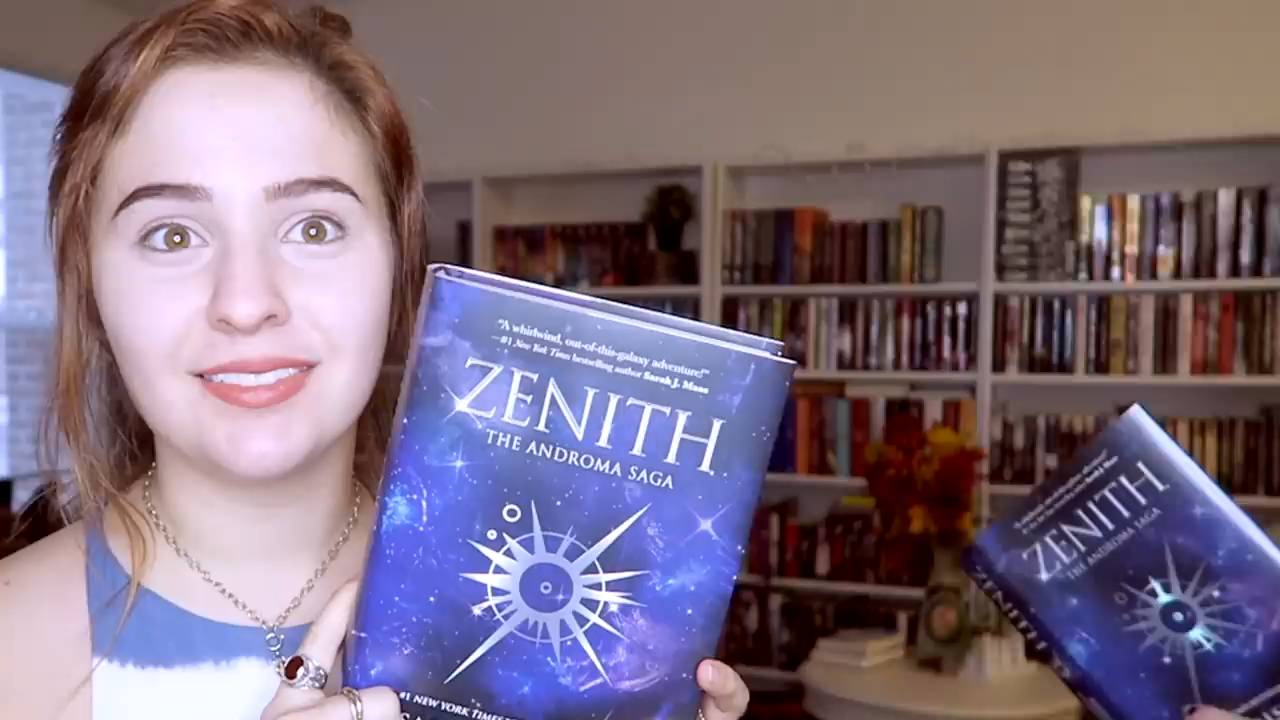 "A whirlwind, out-of-this-galaxy adventure!"
—#1 New York Times bestselling author Sarah J. Maas
ZENITH
THE ANDROMA SAGA
#1 NEW YORK TIMES
ZENITH
THE ANDROMA SAGA
ZENITH